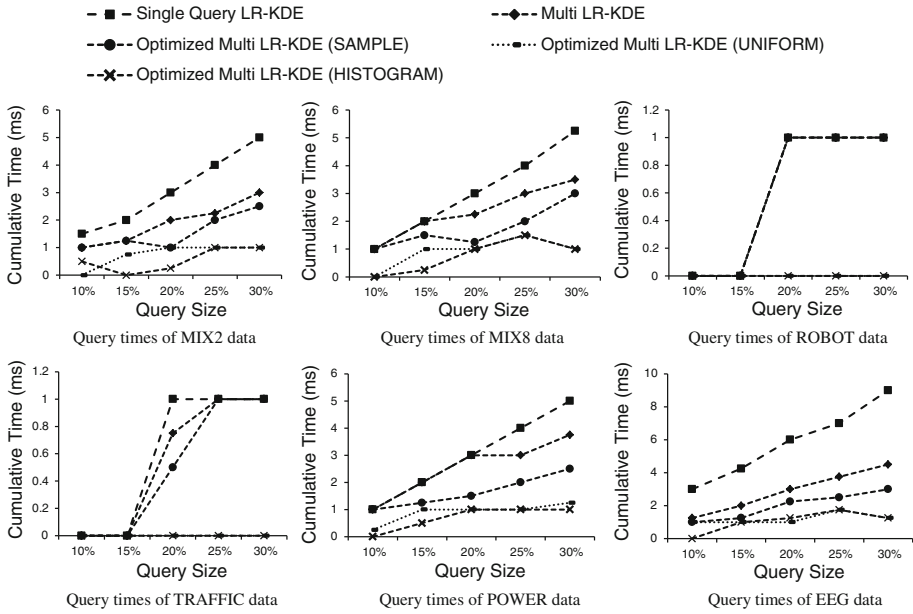 Single Query LR-KDE
Multi LR-KDE
Optimized Multi LR-KDE (SAMPLE)
Optimized Multi LR-KDE (UNIFORM)
Optimized Multi LR-KDE (HISTOGRAM)
Cumulative Time (ms)
6
5
4
3
2
1
0
10% 15% 20% 25% 30%
Query Size
Query times of MIX2 data
Cumulative Time (ms)
6
5
4
3
2
1
0
10% 15% 20% 25% 30%
Query Size
Query times of MIX8 data
Cumulative Time (ms)
1.2
1
0.8
0.6
0.4
0.2
0
10% 15% 20% 25% 30%
Query Size
Query times of ROBOT data
Cumulative Time (ms)
1.2
1
0.8
0.6
0.4
0.2
0
10% 15% 20% 25% 30%
Query Size
Query times of TRAFFIC data
Cumulative Time (ms)
6
5
4
3
2
1
0
10% 15% 20% 25% 30%
Query Size
Query times of POWER data
Cumulative Time (ms)
10
8
6
4
2
0
10% 15% 20% 25% 30%
Query Size
Query times of EEG data